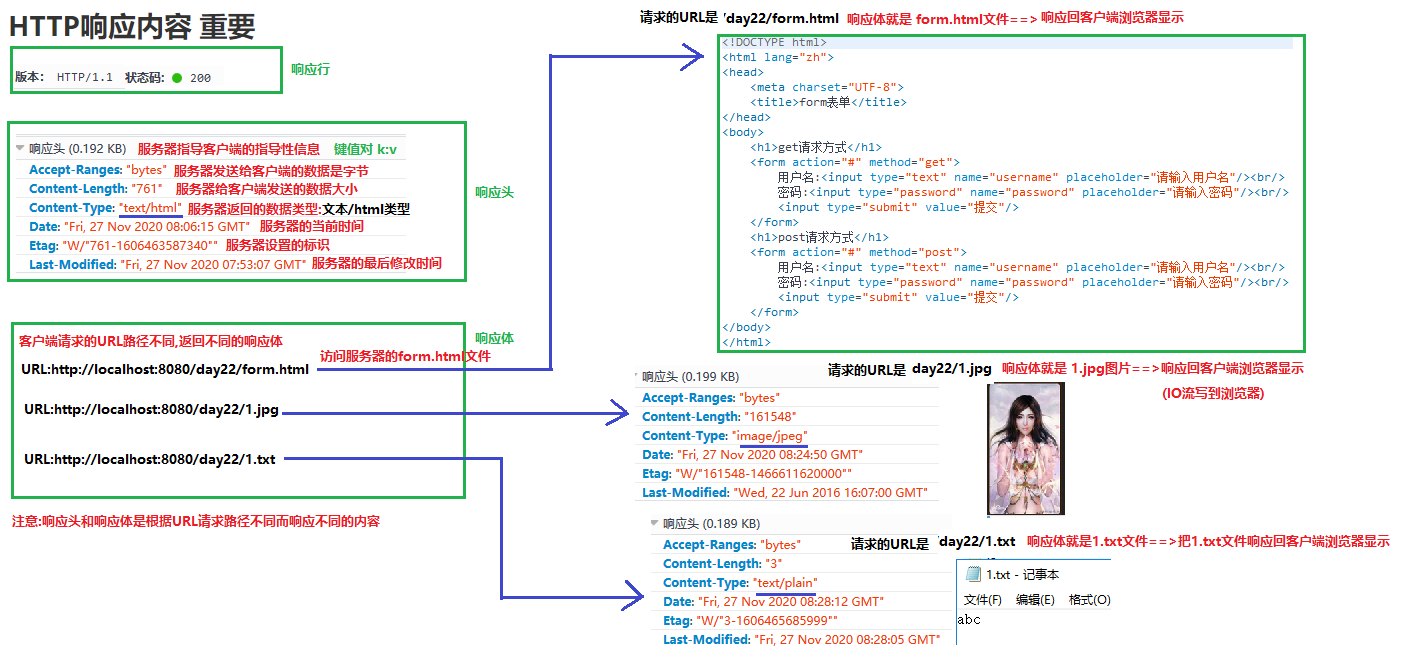 HTTP响应内容 重要
版本： HTTP/1.1 状态码: 200
响应行
响应头 (0.192 KB) 服务器指导客户端的指导性信息 键值对 k:v
Accept-Ranges: "bytes" 服务器发送给客户端的数据是字节
Content-Length: "761" 服务器给客户端发送的数据大小
响应头
Content-Type: "text/html" 服务器返回的数据类型:文本/html类型
Date: "Fri, 27 Nov 2020 08:06:15 GMT" 服务器的当前时间
Etag: "W/"761-1606463587340"" 服务器设置的标识
Last-Modified: "Fri, 27 Nov 2020 07:53:07 GMT" 服务器的最后修改时间
响应体
客户端请求的URL路径不同,返回不同的响应体
访问服务器的form.html文件
URL:http://localhost:8080/day22/form.html
URL:http://localhost:8080/day22/1.jpg
URL:http://localhost:8080/day22/1.txt
注意:响应头和响应体是根据URL请求路径不同而响应不同的内容
请求的URL是 /day22/form.html 响应体就是 form.html文件==> 响应回客户端浏览器显示
<!DOCTYPE html>
<html lang="zh">
<head>
<meta charset="UTF-8">
<title>form表单</title>
</head>
<body>
<h1>get请求方式</h1>
<form action="#" method="get">
用户名:<input type="text" name="username" placeholder="请输入用户名"/><br/>
密码:<input type="password" name="password" placeholder="请输入密码"/><br/>
<input type="submit" value="提交"/>
</form>
<h1>post请求方式</h1>
<form action="#" method="post">
用户名:<input type="text" name="username" placeholder="请输入用户名"/><br/>
密码:<input type="password" name="password" placeholder="请输入密码"/><br/>
<input type="submit" value="提交"/>
</form>
</body>
</html>
请求的URL是 day22/1.jpg 响应体就是 1.jpg图片==>响应回客户端浏览器显示
(IO流写到浏览器)
响应头 (0.199 KB)
Accept-Ranges: "bytes"
Content-Length: "161548"
Content-Type: "image/jpeg"
Date: "Fri, 27 Nov 2020 08:24:50 GMT"
Etag: "W/"161548-1466611620000""
Last-Modified: "Wed, 22 Jun 2016 16:07:00 GMT"
响应头 (0.189 KB)
请求的URL是 day22/1.txt 响应体就是1.txt文件==>把1.txt文件响应回客户端浏览器显示
Accept-Ranges: "bytes"
Content-Length: "3"
Content-Type: "text/plain"
Date: "Fri, 27 Nov 2020 08:28:12 GMT"
Etag: "W/"3-1606465685999""
Last-Modified: "Fri, 27 Nov 2020 08:28:05 GMT"
1.txt - 记事本
文件(F) 编辑(E) 格式(O)
abc